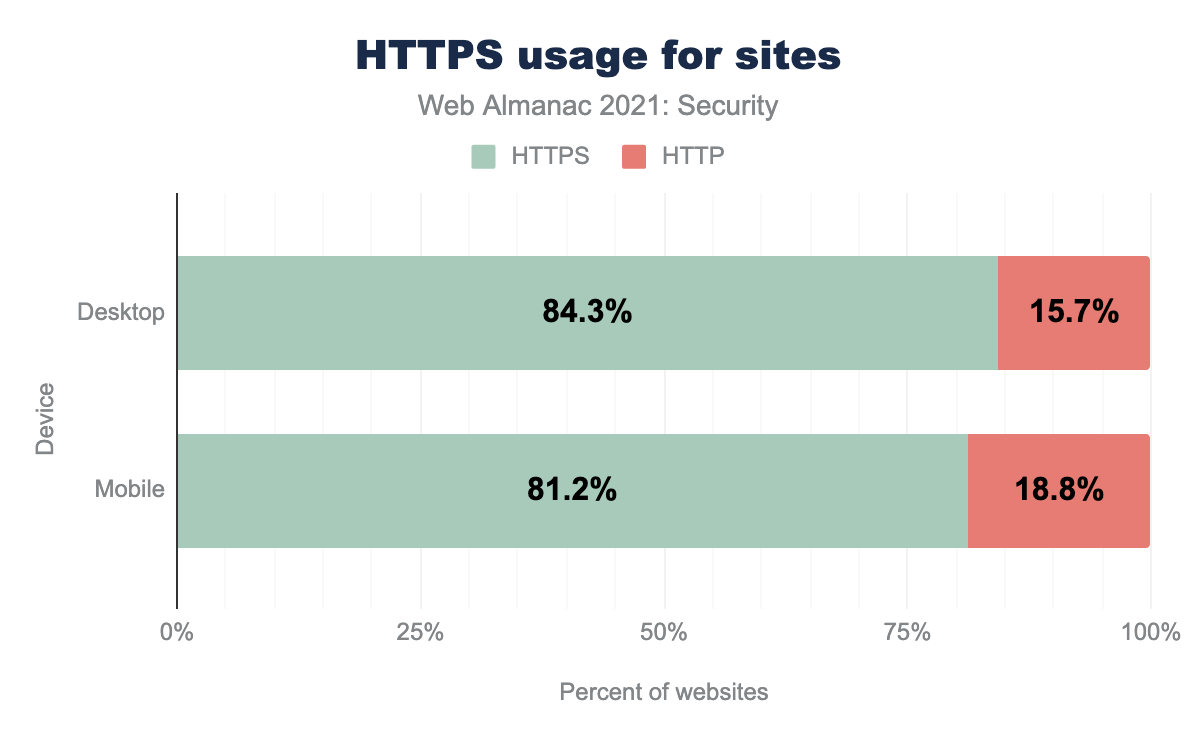 HTTPS usage for sites
Web Almanac 2021: Security
HTTPS HTTP
Device
Desktop 84.3% 15.7%
Mobile 81.2% 18.8%
0% 25% 50% 75% 100%
Percent of websites